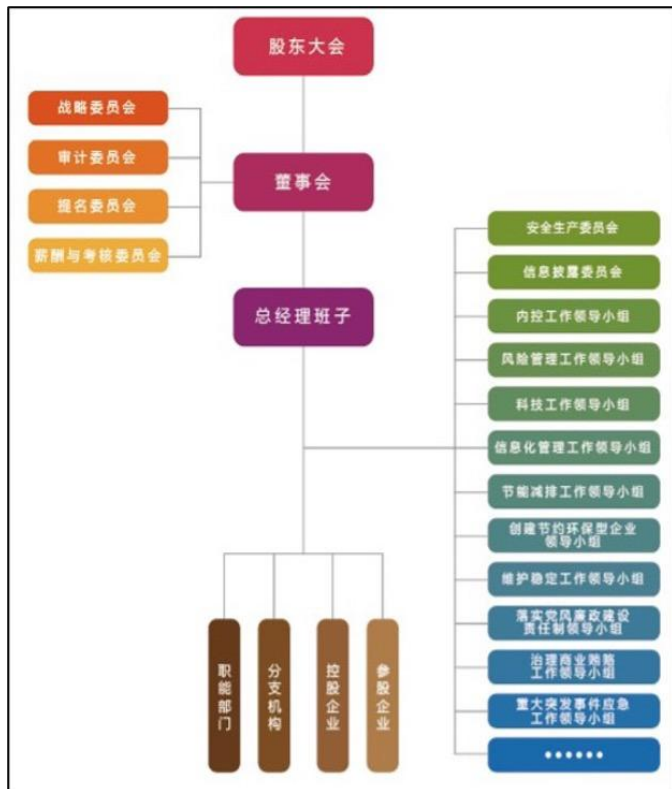 股东大会
战略委员会
审计委员会
提名委员会
薪酬与考核委员会
董事会
总经理班子
安全生产委员会
信息披露委员会
内控工作领导小组
风险管理工作领导小组
科技工作领导小组
信息化管理工作领导小组
节能减排工作领导小组
创建节约环保型企业
领导小组
维护稳定工作领导小组
落实党风廉政建设
责任制领导小组
治理商业贿赂
工作领导小组
重大突发事件应急
工作领导小组
••••••
职能部门
分支机构
控股企业
参股企业